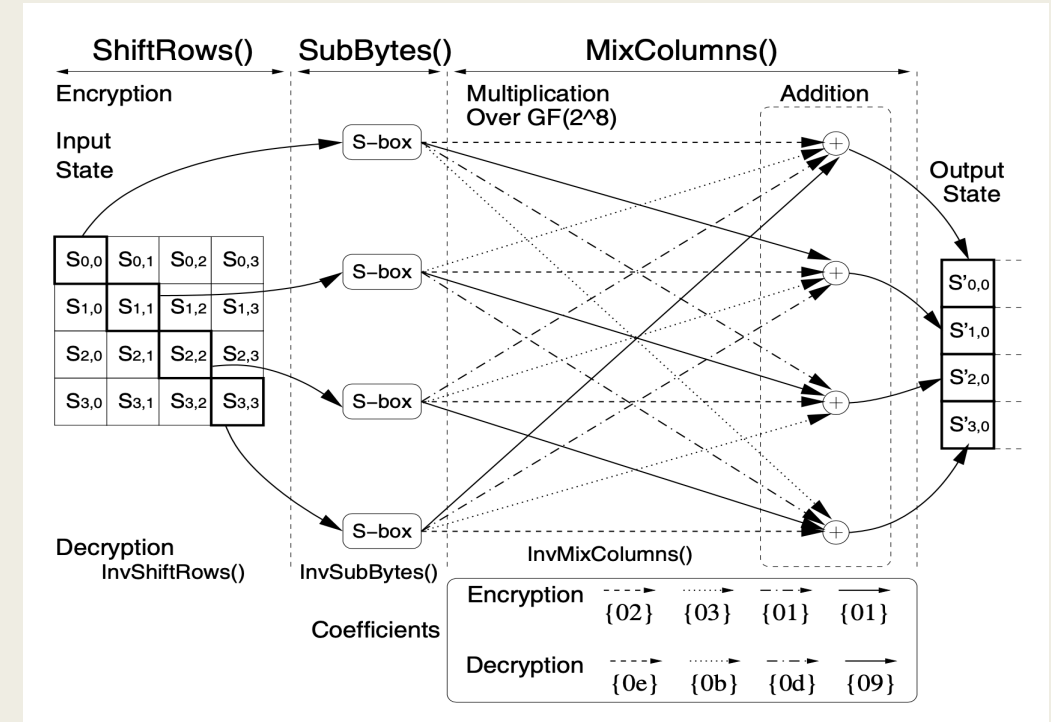 ShiftRows() SubBytes() MixColumns()
Encryption
Multiplication
Over GF(2^8)
Addition
Input
State
Output
State
S-box
S-box
S-box
S-box
+
+
+
+
S0,0 S0,1 S0,2 S0,3
S1,0 S1,1 S1,2 S1,3
S2,0 S2,1 S2,2 S2,3
S3,0 S3,1 S3,2 S3,3
S'0,0
S'1,0
S'2,0
S'3,0
Decryption
InvShiftRows() InvSubBytes() InvMixColumns()
Coefficients
Encryption
{02} {03} {01} {01}
Decryption
{0e} {0b} {0d} {09}